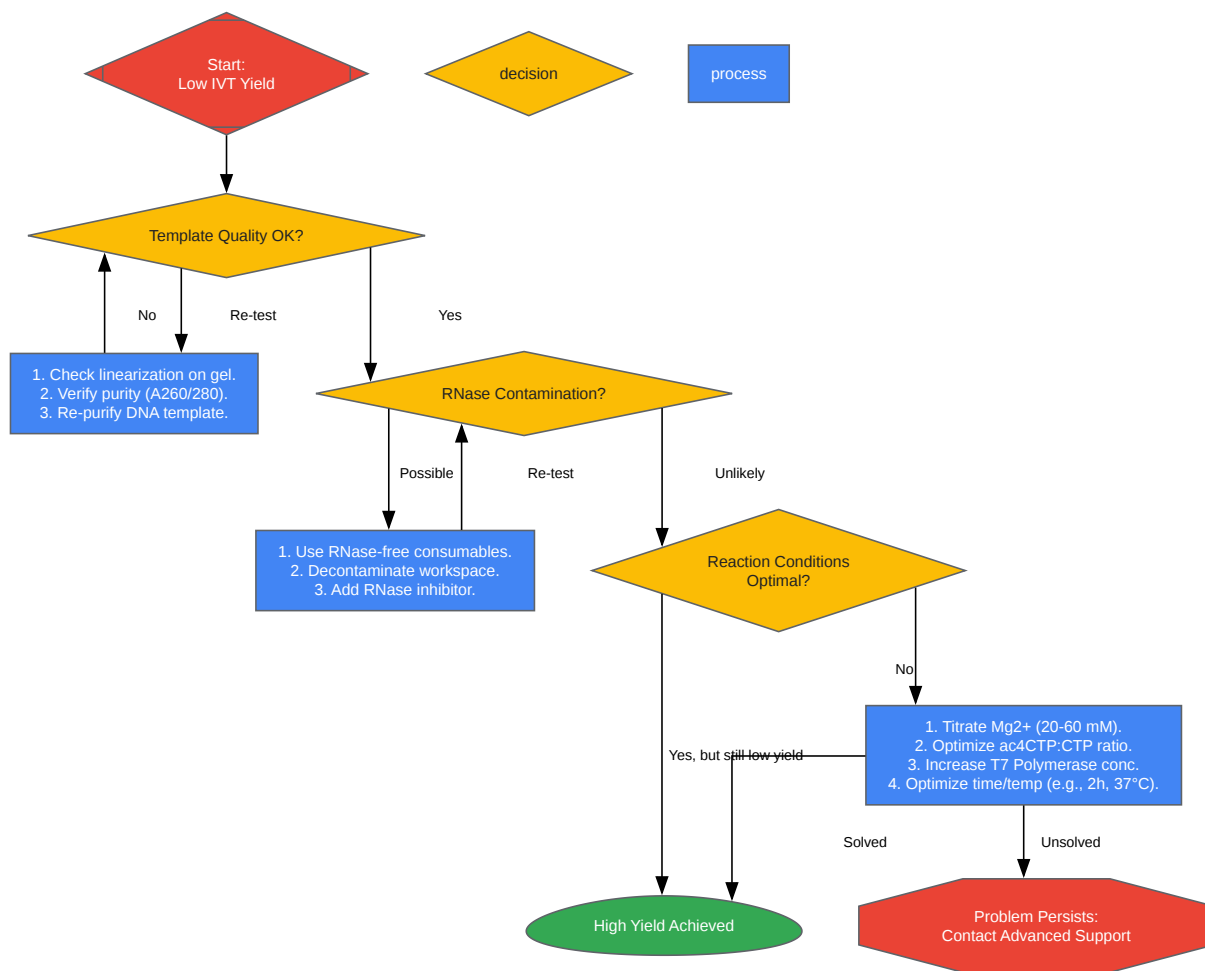 Start:
Low IVT Yield
decision
process
Template Quality OK?
No
Re-test
Yes
1. Check linearization on gel.
2. Verify purity (A260/280).
3. Re-purify DNA template.
RNase Contamination?
Possible
Re-test
Unlikely
1. Use RNase-free consumables.
2. Decontaminate workspace.
3. Add RNase inhibitor.
Reaction Conditions
Optimal?
No
1. Titrate Mg2+ (20-60 mM).
2. Optimize ac4CTP:CTP ratio.
3. Increase T7 Polymerase conc.
4. Optimize time/temp (e.g., 2h, 37°C).
Yes, but still low yield
Solved
Unsolved
High Yield Achieved
Problem Persists:
Contact Advanced Support